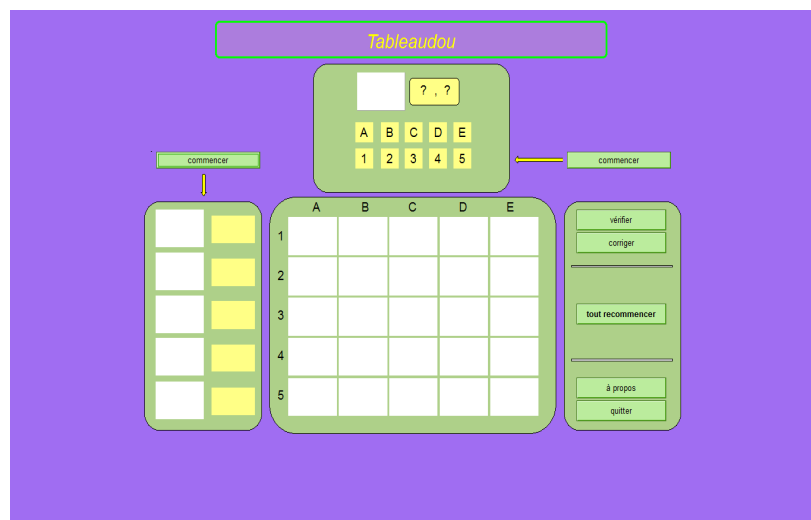 Tableaudou
? , ?
A B C D E
1 2 3 4 5
commencer
commencer
A B C D E
1
2
3
4
5
vérifier
corriger
tout recommencer
à propos
quitter